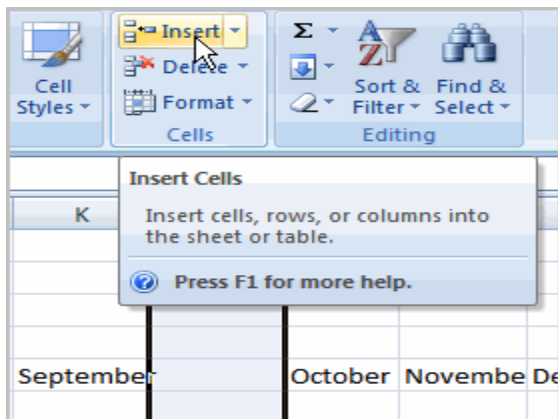 Insert
Delete
Format
Cells
Cell
Styles
Σ
A
Z
Sort &
Filter
Find &
Select
Editing
Insert Cells
Insert cells, rows, or columns into
the sheet or table.
Press F1 for more help.
K
September
October
Novembe
De